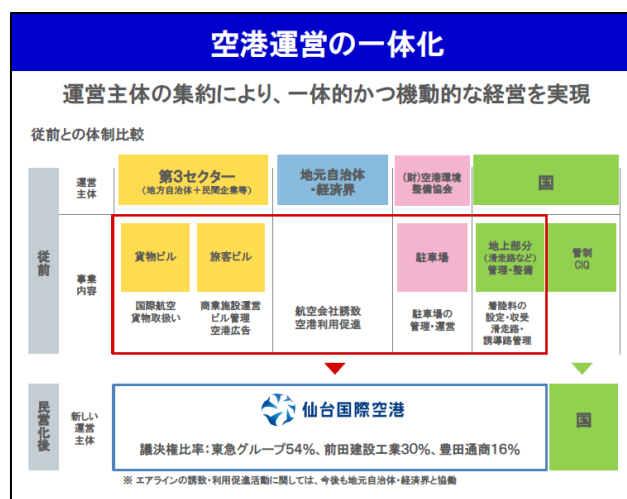 空港運営の一体化
運営主体の集約により、一体的かつ機動的な経営を実現
従前との体制比較
従前
運営
主体
第3セクター
(地方自治体+民間企業等)
地元自治体
・経済界
(財)空港環境
整備協会
国
事業
内容
貨物ビル
旅客ビル
駐車場
地上部分
(滑走路など)
管理・整備
管制
CIQ
国際航空
貨物取扱い
商業施設運営
ビル管理
空港広告
航空会社誘致
空港利用促進
駐車場の
管理・運営
着陸料の
設定・収受
滑走路・
誘導路管理
民営化後
新しい
運営
主体
仙台国際空港
議決権比率:東急グループ54%、前田建設工業30%、豊田通商16%
国
※ エアラインの誘致・利用促進活動に関しては、今後も地元自治体・経済界と協働